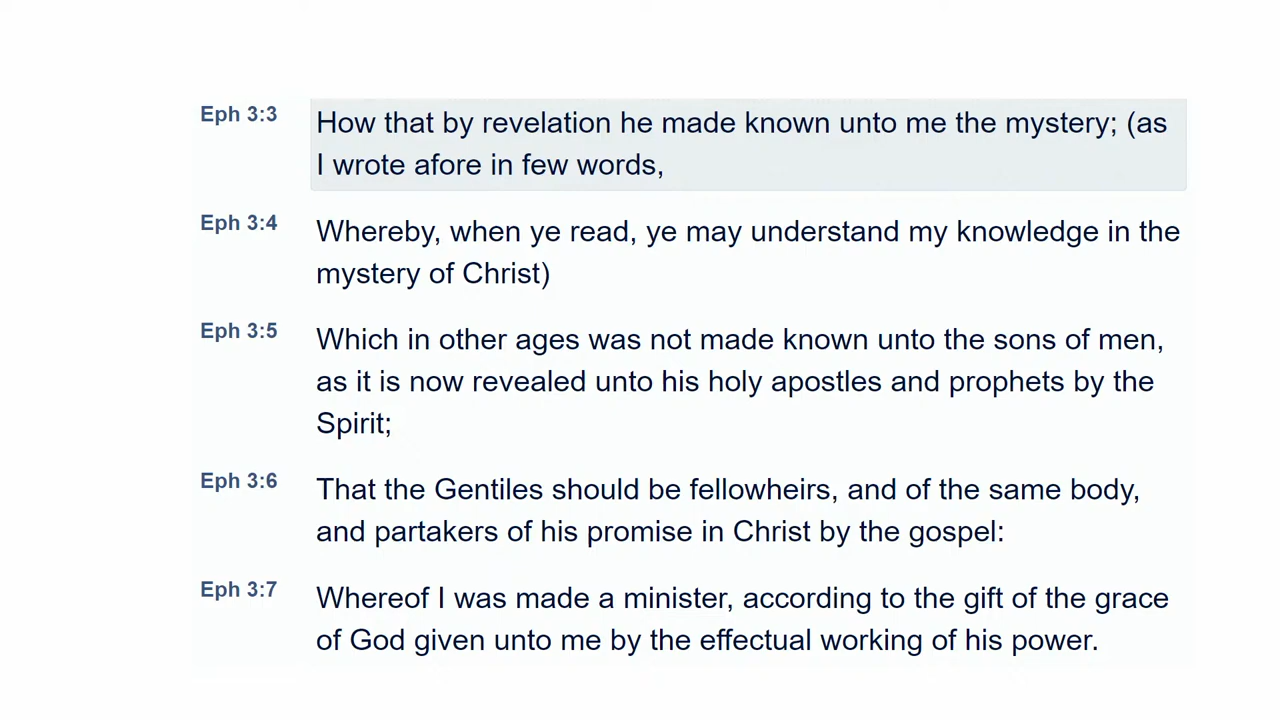 Eph 3:3 How that by revelation he made known unto me the mystery; (as
I wrote afore in few words,
Eph 3:4 Whereby, when ye read, ye may understand my knowledge in the
mystery of Christ)
Eph 3:5 Which in other ages was not made known unto the sons of men,
as it is now revealed unto his holy apostles and prophets by the
Spirit;
Eph 3:6 That the Gentiles should be fellowheirs, and of the same body,
and partakers of his promise in Christ by the gospel:
Eph 3:7 Whereof I was made a minister, according to the gift of the grace
of God given unto me by the effectual working of his power.